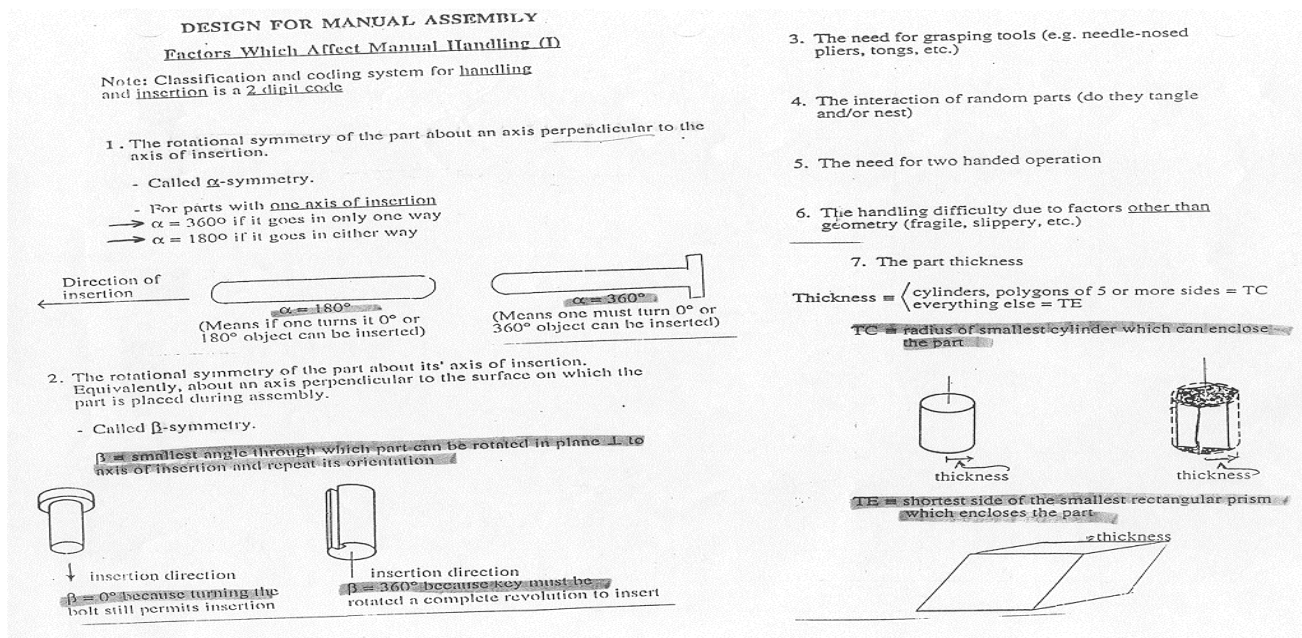 DESIGN FOR MANUAL ASSEMBLY
Factors Which Affect Manual Handling (I)
Note: Classification and coding system for handling
and insertion is a 2 digit code
1. The rotational symmetry of the part about an axis perpendicular to the
axis of insertion.
- Called α-symmetry.
- For parts with one axis of insertion
→ α = 360° if it goes in only one way
→ α = 180° if it goes in either way
Direction of
insertion
α = 180°
(Means if one turns it 0° or
180° object can be inserted)
α = 360°
(Means one must turn 0° or
360° object can be inserted)
2. The rotational symmetry of the part about its' axis of insertion.
Equivalently, about an axis perpendicular to the surface on which the
part is placed during assembly.
- Called β-symmetry.
β = smallest angle through which part can be rotated in plane ⊥ to
axis of insertion and repeat its orientation
insertion direction
β = 0° because turning the
bolt still permits insertion
insertion direction
β = 360° because key must be
rotated a complete revolution to insert
3. The need for grasping tools (e.g. needle-nosed
pliers, tongs, etc.)
4. The interaction of random parts (do they tangle
and/or nest)
5. The need for two handed operation
6. The handling difficulty due to factors other than
geometry (fragile, slippery, etc.)
7. The part thickness
Thickness = ⟨ cylinders, polygons of 5 or more sides = TC
everything else = TE
TC = radius of smallest cylinder which can enclose
the part
thickness
thickness
TE = shortest side of the smallest rectangular prism
which encloses the part
thickness